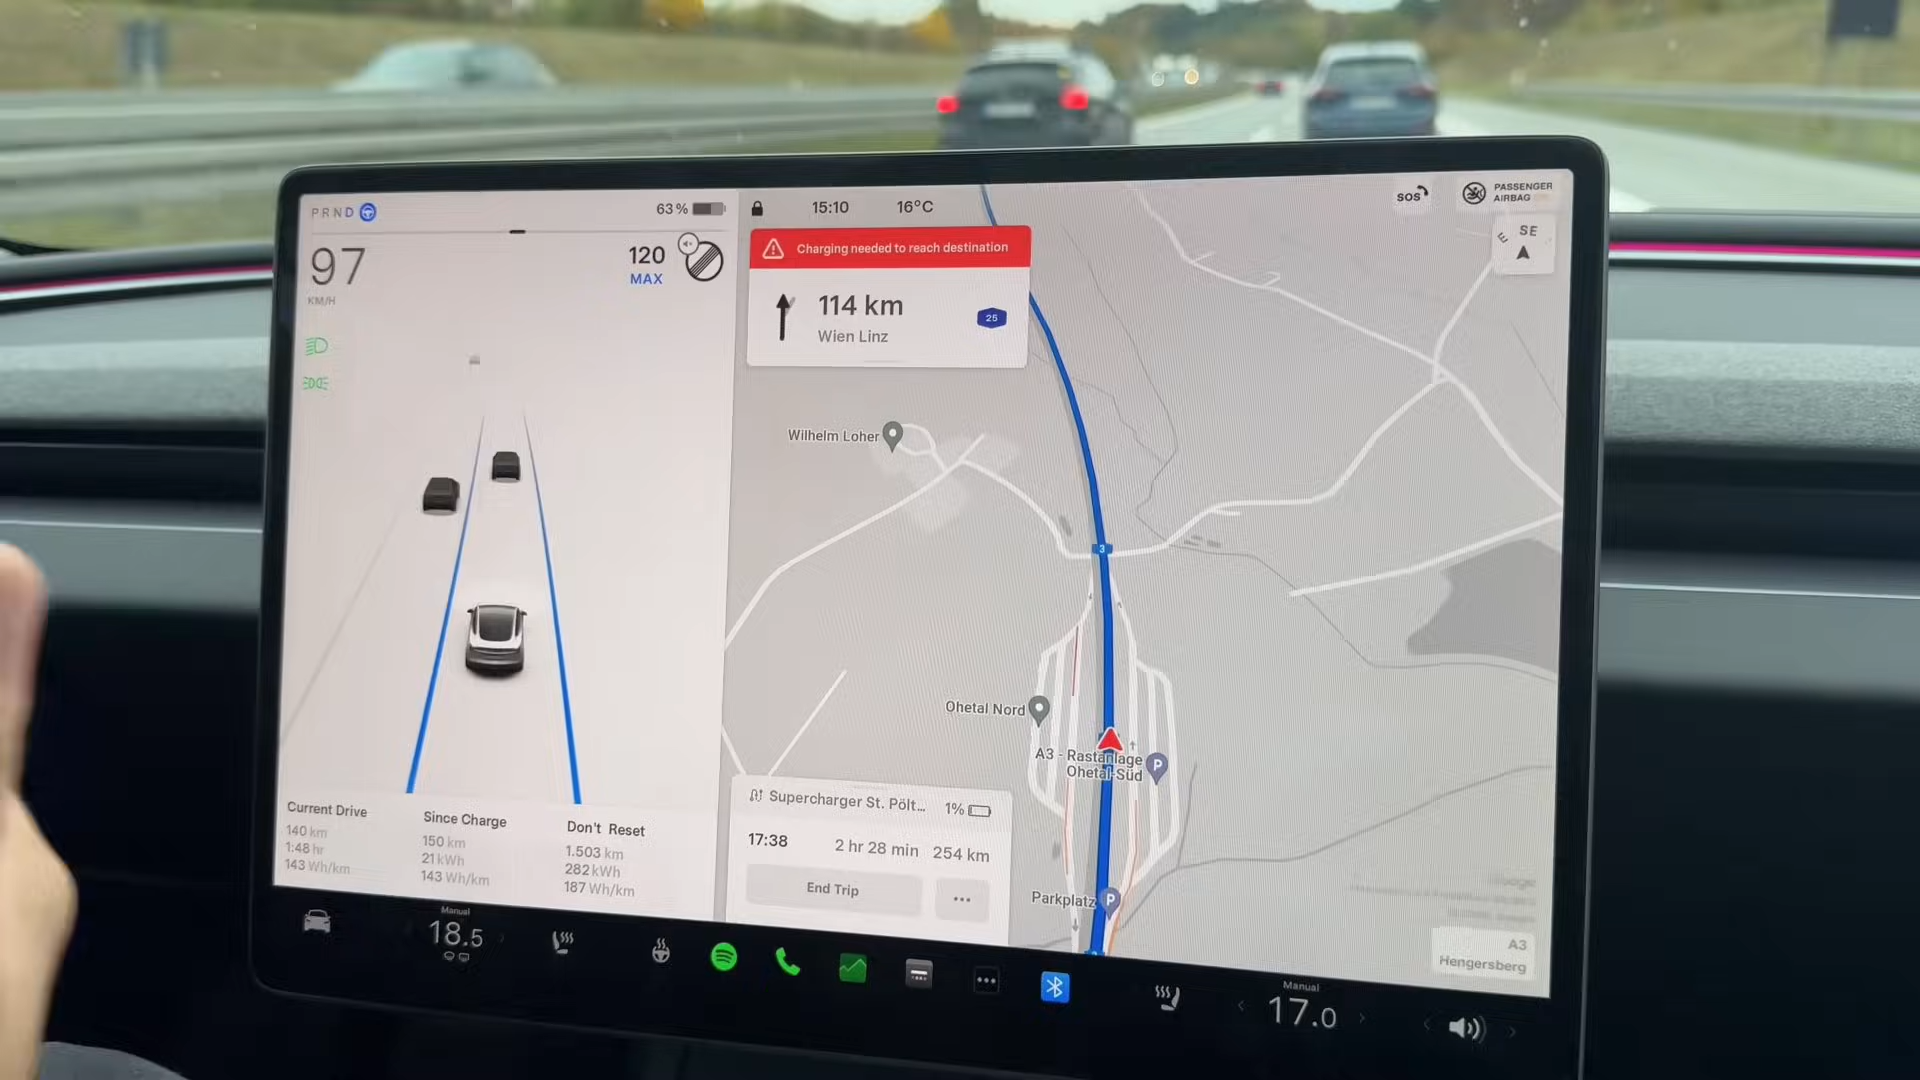 PRND
63%
97
KM/H
120
MAX
15:10
16°C
SOS
PASSENGER
AIRBAG
SE
E
Charging needed to reach destination
114 km
Wien Linz
25
Wilhelm Loher
3
Ohetal Nord
A3 - Rastanlage
Ohetal-Süd
P
Parkplatz
P
A3
Hengersberg
Supercharger St. Pölt... 1%
17:38 2 hr 28 min 254 km
End Trip
...
Current Drive
140 km
1:48 hr
143 Wh/km
Since Charge
150 km
21 kWh
143 Wh/km
Don't Reset
1.503 km
282 kWh
187 Wh/km
Manual
18.5
Manual
17.0